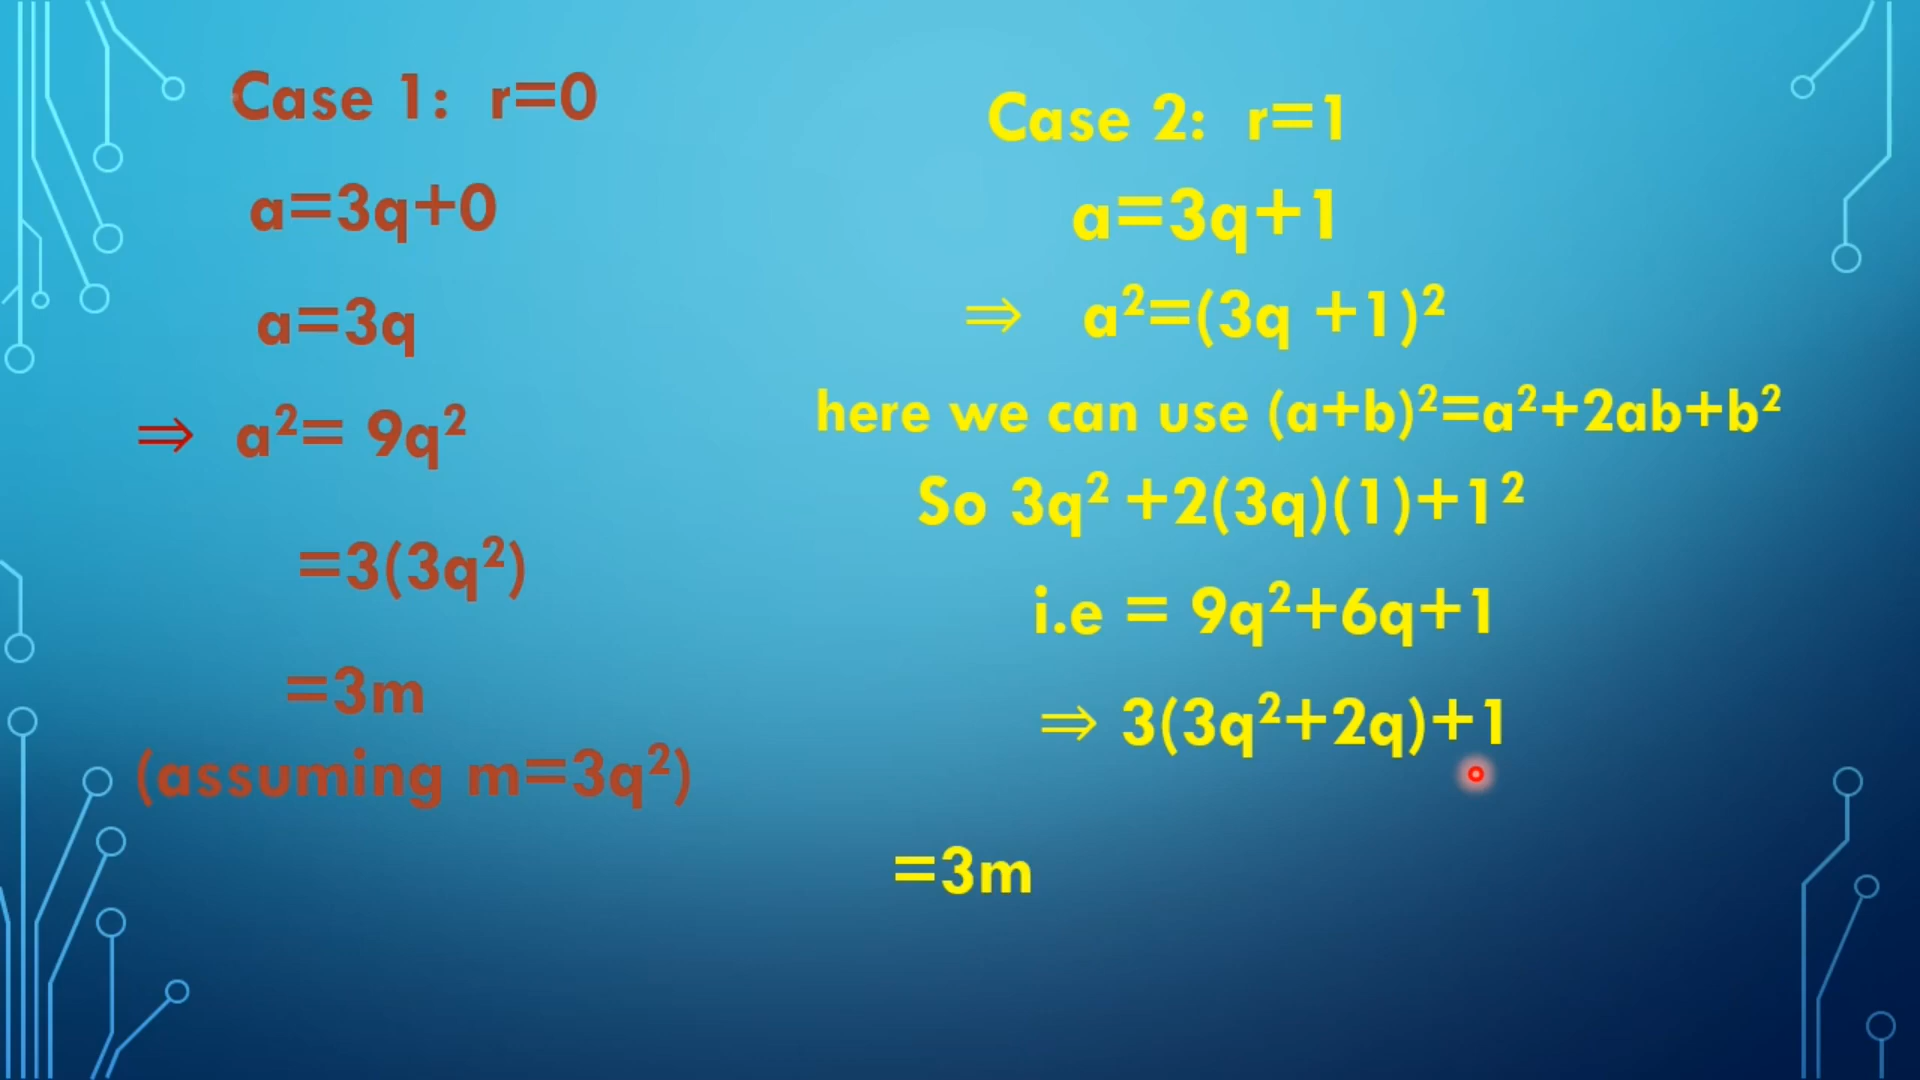 Case 1: r=0
a=3q+0
a=3q
⇒ a²= 9q²
=3(3q²)
=3m
(assuming m=3q²)
Case 2: r=1
a=3q+1
⇒ a²=(3q +1)²
here we can use (a+b)²=a²+2ab+b²
So 3q² +2(3q)(1)+1²
i.e = 9q²+6q+1
⇒ 3(3q²+2q)+1
=3m